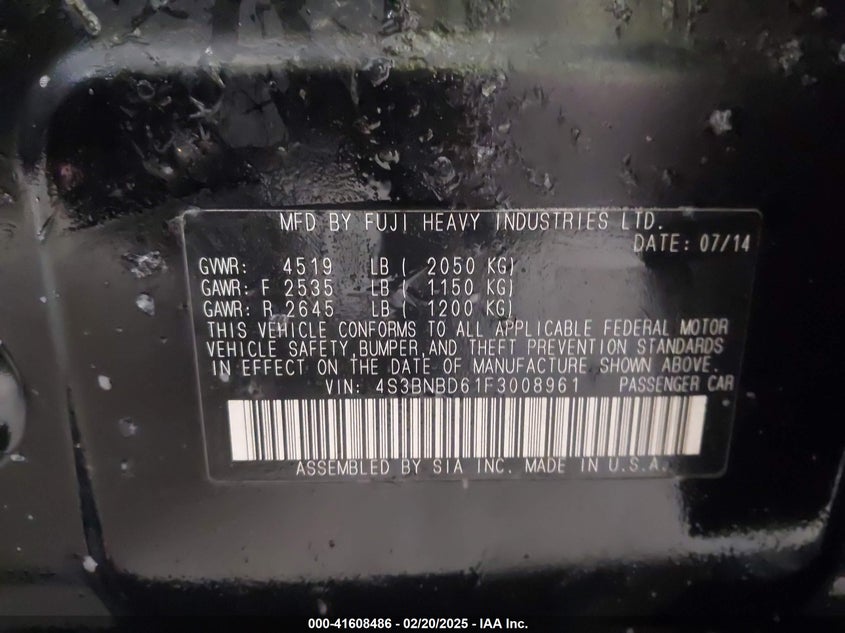 MFD BY FUJI HEAVY INDUSTRIES LTD.
DATE: 07/14
GVWR: 4519 LB ( 2050 KG)
GAWR: F 2535 LB ( 1150 KG)
GAWR: R 2645 LB ( 1200 KG)
THIS VEHICLE CONFORMS TO ALL APPLICABLE FEDERAL MOTOR
VEHICLE SAFETY,BUMPER,AND THEFT PREVENTION STANDARDS
IN EFFECT ON THE DATE OF MANUFACTURE SHOWN ABOVE.
VIN: 4S3BNBD61F3008961 PASSENGER CAR
ASSEMBLED BY SIA INC. MADE IN U.S.A.
000-41608486 - 02/20/2025 - IAA Inc.